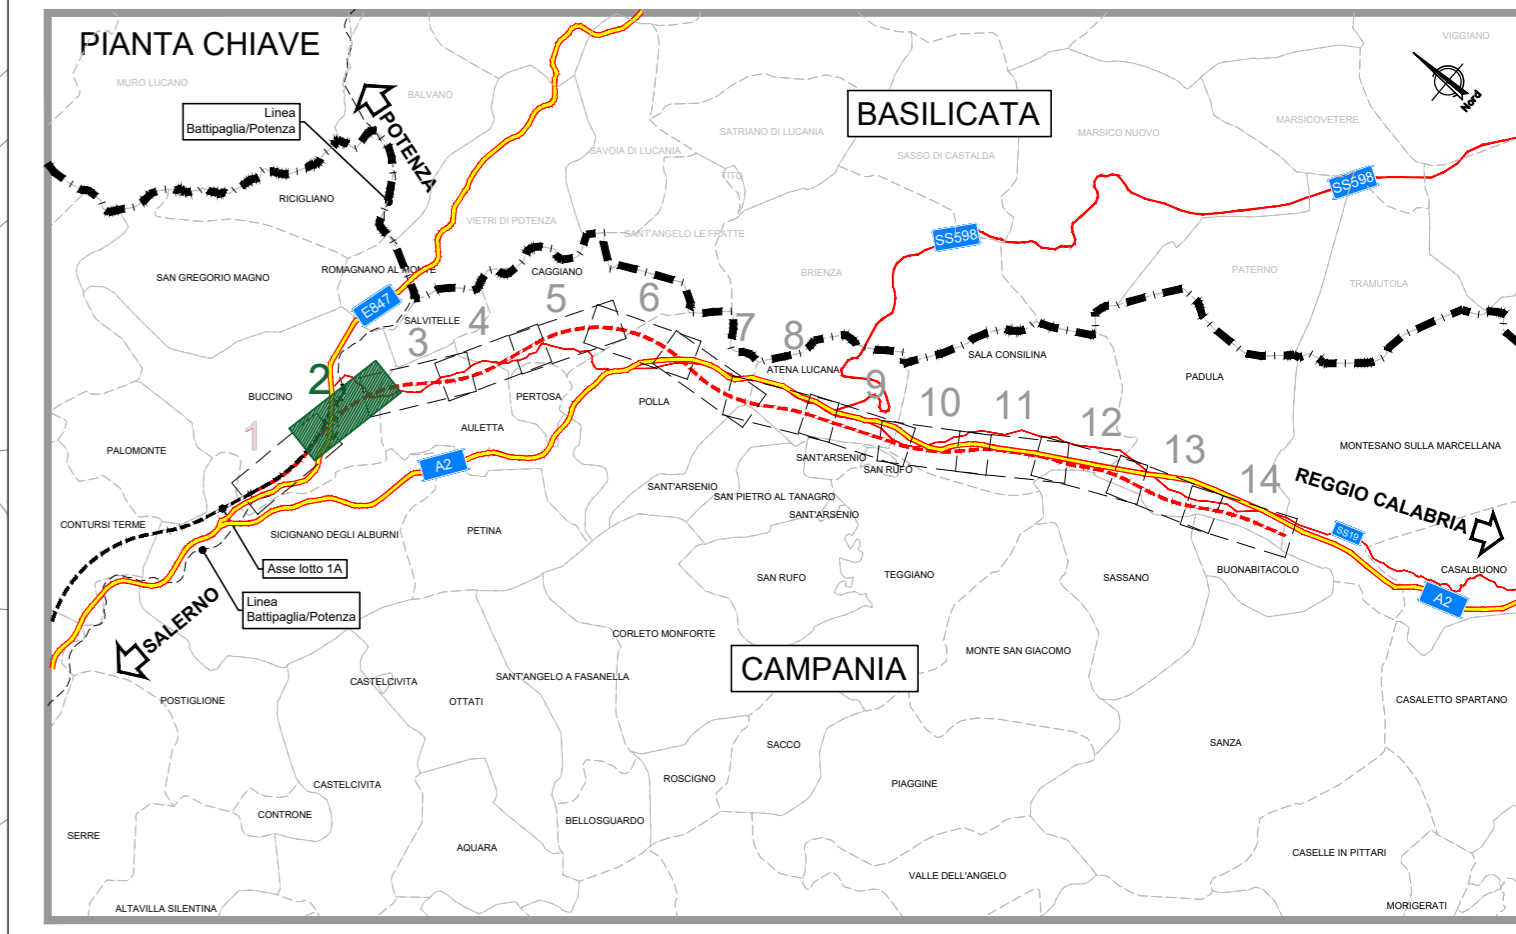 PIANTA CHIAVE
VIGGIANO
MURO LUCANO
BALVANO
Nord
Linea
Battipaglia/Potenza
POTENZA
BASILICATA
SATRIANO DI LUCANIA
MARSICO NUOVO
MARSICOVETERE
SAVOIA DI LUCANIA
SASSO DI CASTALDA
TITO
SS598
RICIGLIANO
VIETRI DI POTENZA
SANT'ANGELO LE FRATTE
SS598
SAN GREGORIO MAGNO
ROMAGNANO AL MONTE
CAGGIANO
BRIENZA
PATERNO
TRAMUTOLA
E847
SALVITELLE
1
2
3
4
5
6
7
8
9
10
11
12
13
14
BUCCINO
ATENA LUCANA
SALA CONSILINA
PADULA
PERTOSA
POLLA
AULETTA
PALOMONTE
MONTESANO SULLA MARCELLANA
A2
SANT'ARSENIO
SAN RUFO
SANT'ARSENIO
SAN PIETRO AL TANAGRO
SANT'ARSENIO
REGGIO CALABRIA
CONTURSI TERME
SICIGNANO DEGLI ALBURNI
PETINA
SS19
Asse lotto 1A
SAN RUFO
TEGGIANO
SASSANO
BUONABITACOLO
CASALBUONO
A2
Linea
Battipaglia/Potenza
SALERNO
CORLETO MONFORTE
CAMPANIA
MONTE SAN GIACOMO
POSTIGLIONE
CASTELCIVITA
OTTATI
SANT'ANGELO A FASANELLA
CASALETTO SPARTANO
SACCO
SANZA
CASTELCIVITA
ROSCIGNO
PIAGGINE
CONTRONE
BELLOSGUARDO
SERRE
AQUARA
CASELLE IN PITTARI
VALLE DELL'ANGELO
ALTAVILLA SILENTINA
MORIGERATI